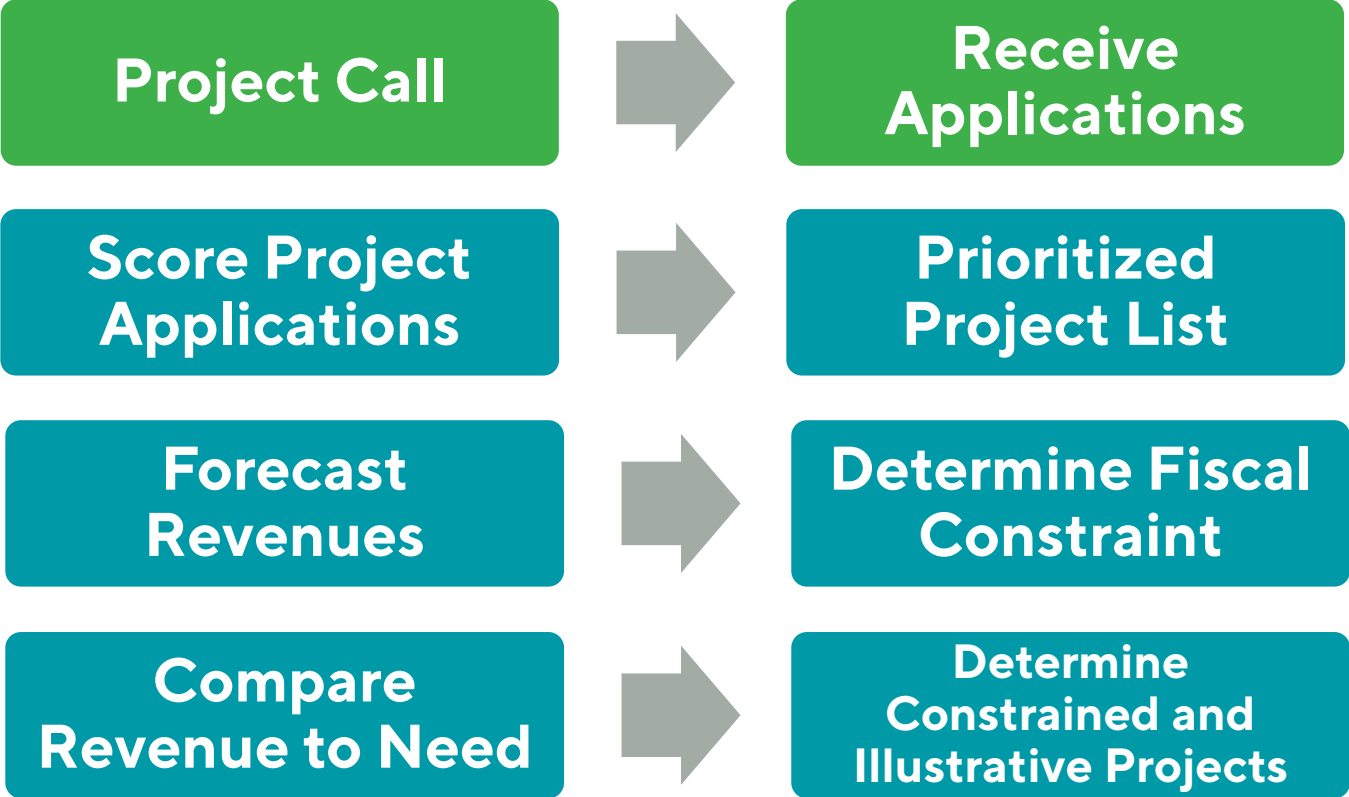 Project Call
Receive
Applications
Score Project
Applications
Prioritized
Project List
Forecast
Revenues
Determine Fiscal
Constraint
Compare
Revenue to Need
Determine
Constrained and
Illustrative Projects